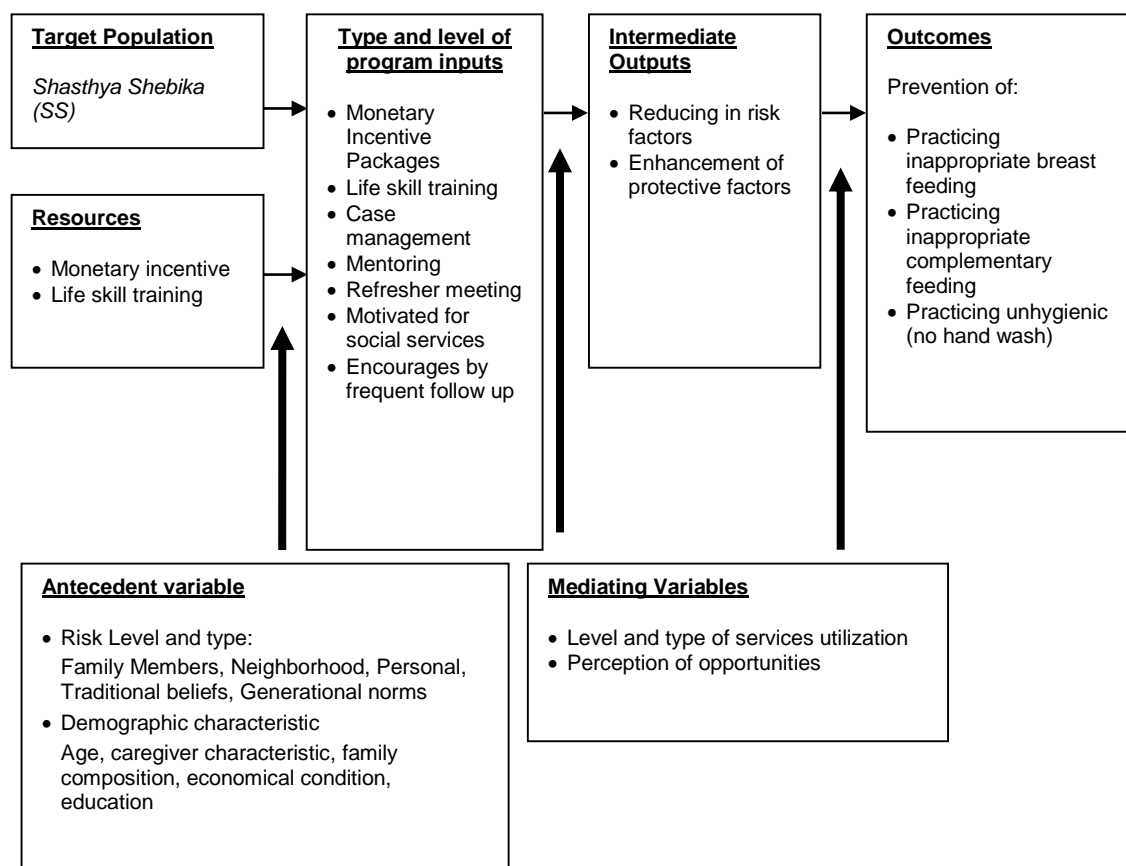 Target Population
Shasthya Shebika
(SS)
Resources
• Monetary incentive
• Life skill training
Type and level of
program inputs
• Monetary
Incentive
Packages
• Life skill training
• Case
management
• Mentoring
• Refresher meeting
• Motivated for
social services
• Encourages by
frequent follow up
Intermediate
Outputs
• Reducing in risk
factors
• Enhancement of
protective factors
Outcomes
Prevention of:
• Practicing
inappropriate breast
feeding
• Practicing
inappropriate
complementary
feeding
• Practicing unhygienic
(no hand wash)
Antecedent variable
• Risk Level and type:
Family Members, Neighborhood, Personal,
Traditional beliefs, Generational norms
• Demographic characteristic
Age, caregiver characteristic, family
composition, economical condition,
education
Mediating Variables
• Level and type of services utilization
• Perception of opportunities